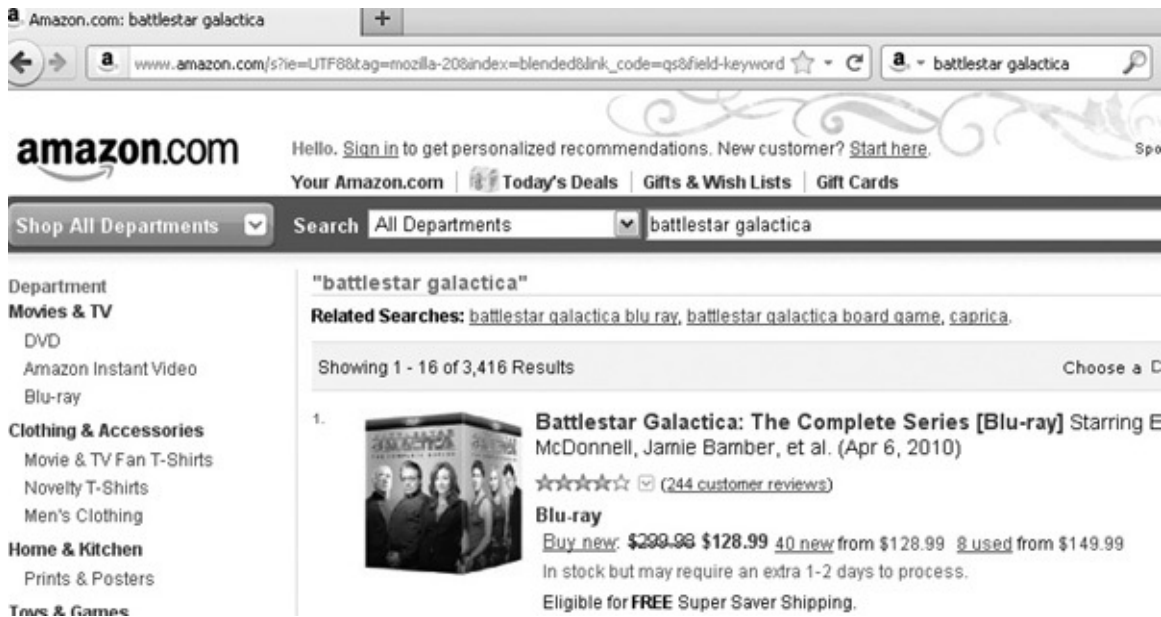 Amazon.com: battlestar galactica
www.amazon.com/s?ie=UTF8&tag=mozilla-20&index=blended&link_code=qs&field-keyword
battlestar galactica
amazon.com
Hello. Sign in to get personalized recommendations. New customer? Start here.
Your Amazon.com | Today's Deals | Gifts & Wish Lists | Gift Cards
Shop All Departments
Search All Departments battlestar galactica
Department
Movies & TV
DVD
Amazon Instant Video
Blu-ray
Clothing & Accessories
Movie & TV Fan T-Shirts
Novelty T-Shirts
Men's Clothing
Home & Kitchen
Prints & Posters
Toys & Games
"battlestar galactica"
Related Searches: battlestar galactica blu ray, battlestar galactica board game, caprica.
Showing 1 - 16 of 3,416 Results
Choose a
1.
Battlestar Galactica: The Complete Series [Blu-ray] Starring E
McDonnell, Jamie Bamber, et al. (Apr 6, 2010)
(244 customer reviews)
Blu-ray
Buy new: $299.98 $128.99 40 new from $128.99 8 used from $149.99
In stock but may require an extra 1-2 days to process.
Eligible for FREE Super Saver Shipping.